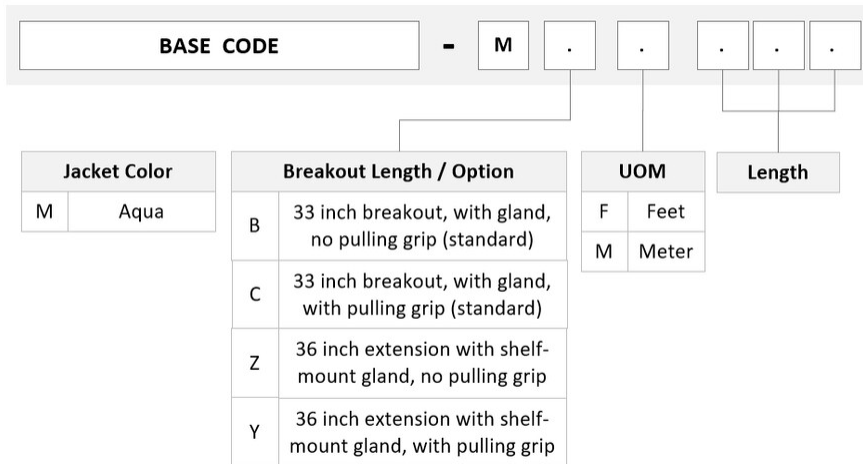 BASE CODE - M . . . . .
Jacket Color
M Aqua
Breakout Length / Option
B 33 inch breakout, with gland,
no pulling grip (standard)
C 33 inch breakout, with gland,
with pulling grip (standard)
Z 36 inch extension with shelf-
mount gland, no pulling grip
Y 36 inch extension with shelf-
mount gland, with pulling grip
UOM
F Feet
M Meter
Length